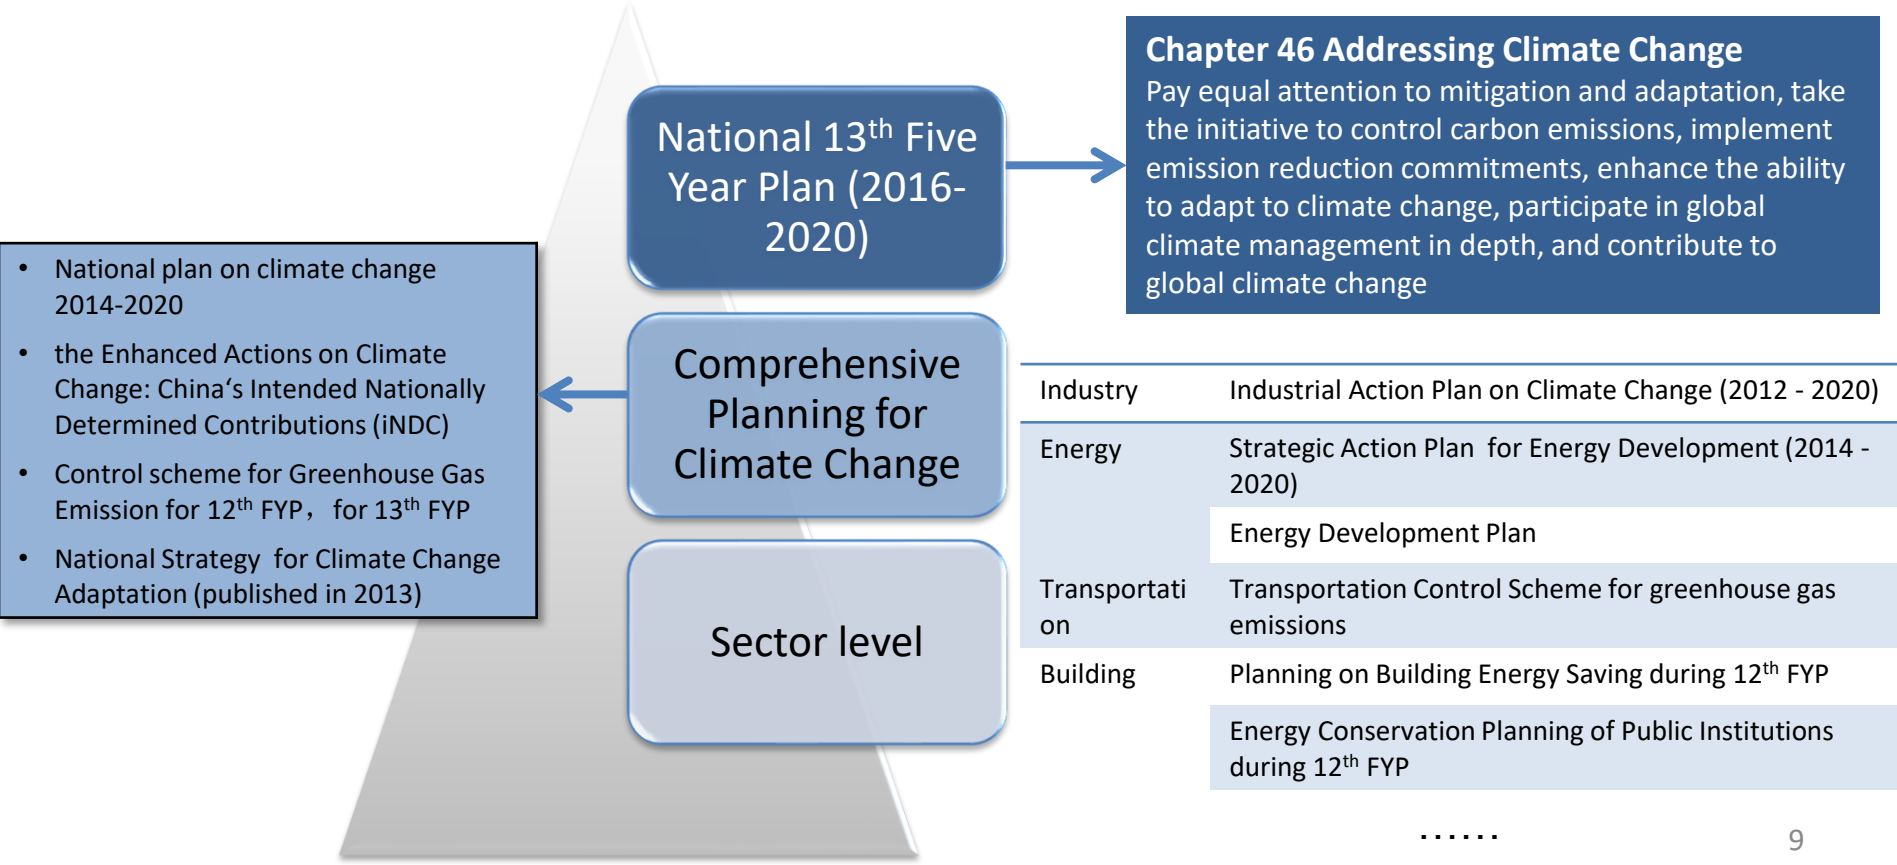 National 13th Five
Year Plan (2016-
2020)
Chapter 46 Addressing Climate Change
Pay equal attention to mitigation and adaptation, take
the initiative to control carbon emissions, implement
emission reduction commitments, enhance the ability
to adapt to climate change, participate in global
climate management in depth, and contribute to
global climate change
• National plan on climate change
2014-2020
• the Enhanced Actions on Climate
Change: China‘s Intended Nationally
Determined Contributions (iNDC)
• Control scheme for Greenhouse Gas
Emission for 12th FYP，for 13th FYP
• National Strategy for Climate Change
Adaptation (published in 2013)
Comprehensive
Planning for
Climate Change
Sector level
Industry Industrial Action Plan on Climate Change (2012 - 2020)
Energy Strategic Action Plan for Energy Development (2014 -
2020)
Energy Development Plan
Transportati Transportation Control Scheme for greenhouse gas
on emissions
Building Planning on Building Energy Saving during 12th FYP
Energy Conservation Planning of Public Institutions
during 12th FYP
......
9